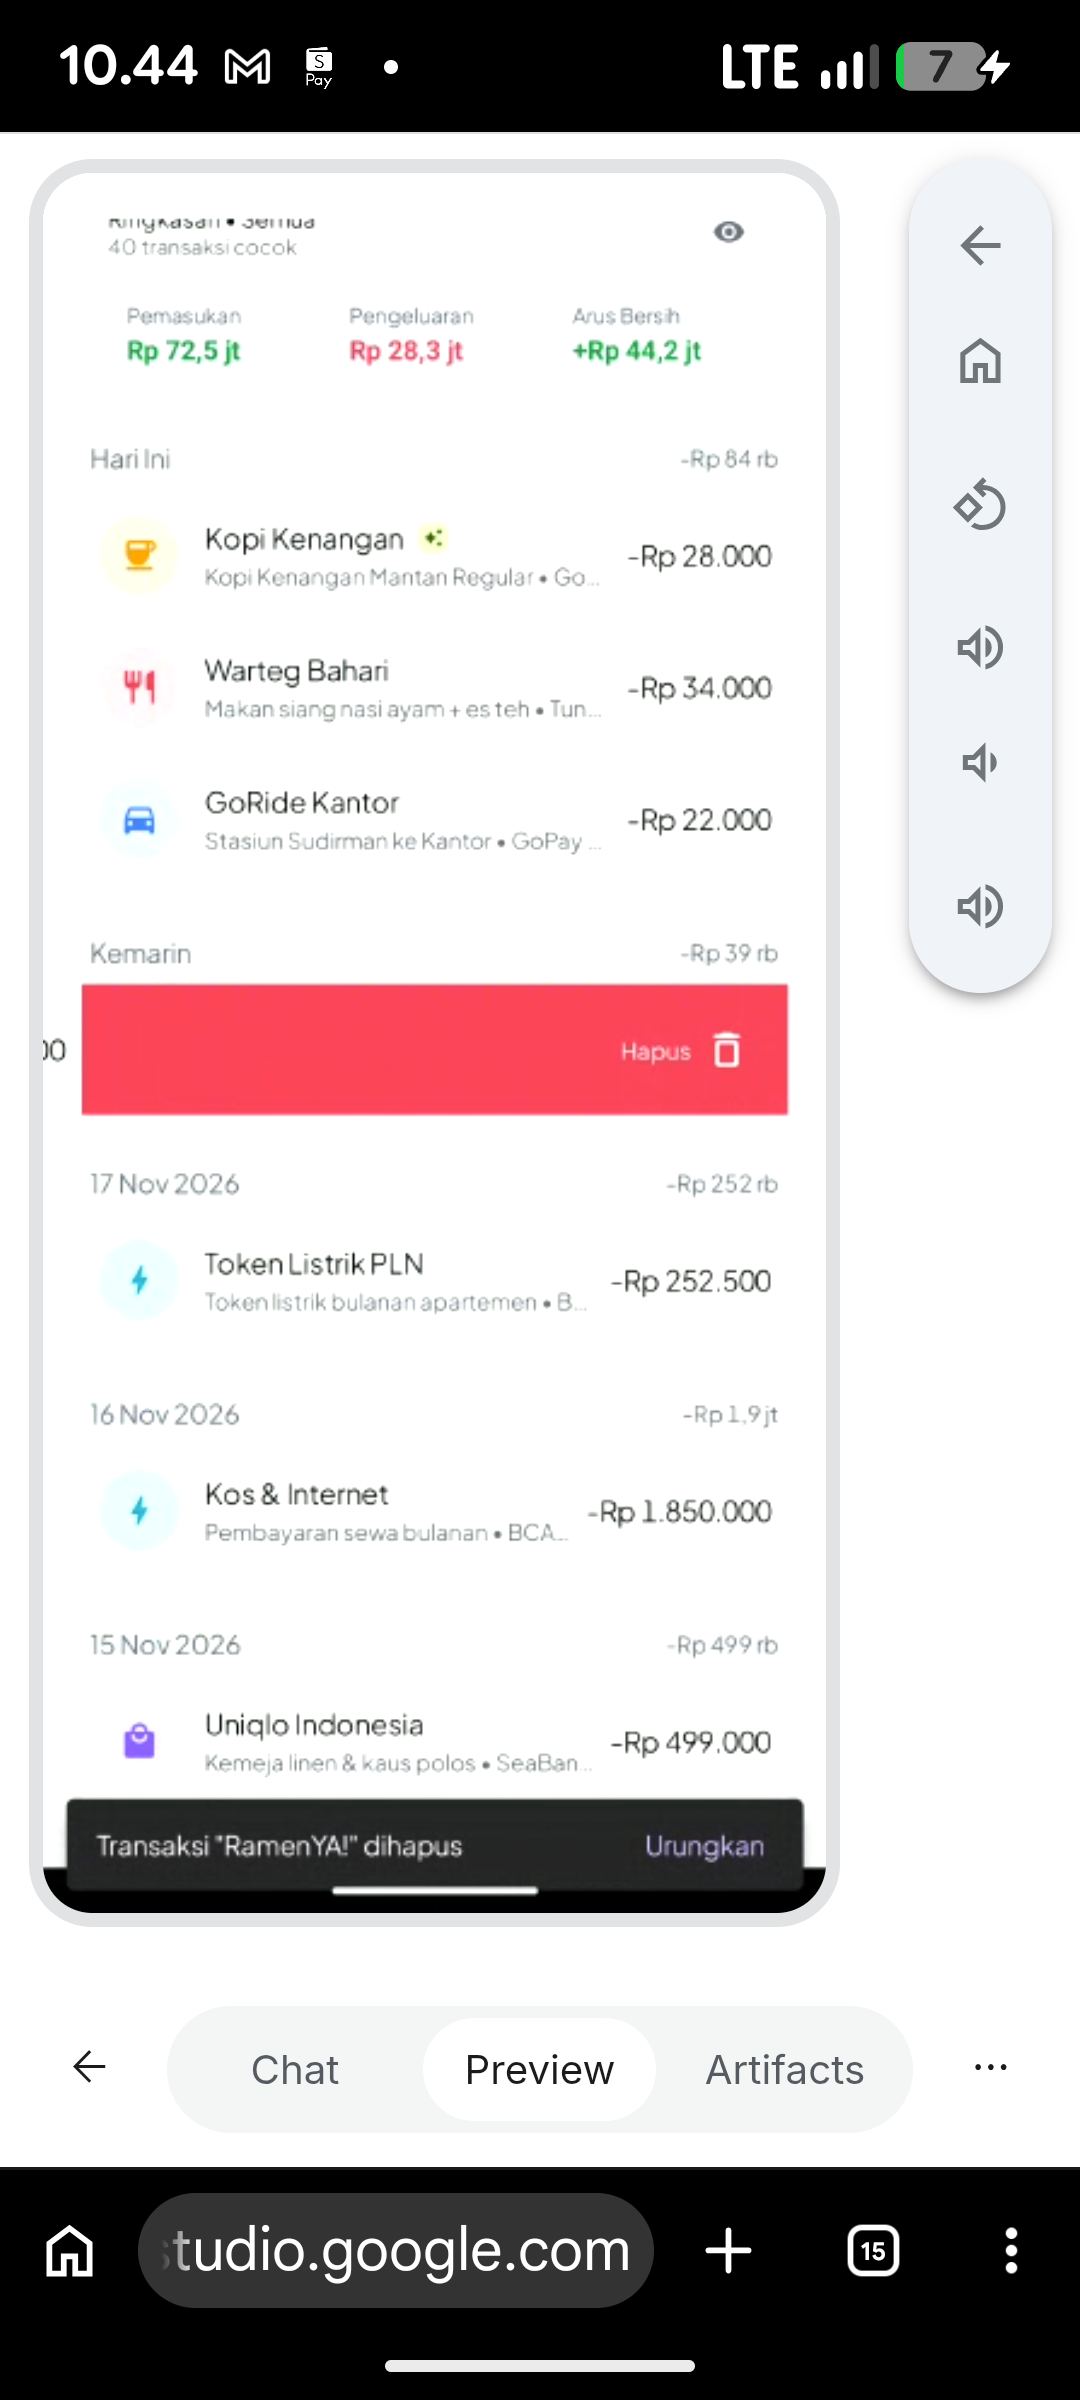 10.44
S
Pay
LTE
7
Ringkasan • Semua
40 transaksi cocok
Pemasukan
Pengeluaran
Arus Bersih
Rp 72,5 jt
Rp 28,3 jt
+Rp 44,2 jt
Hari Ini
-Rp 84 rb
Kopi Kenangan
-Rp 28.000
Kopi Kenangan Mantan Regular • Go...
Warteg Bahari
-Rp 34.000
Makan siang nasi ayam + es teh • Tun...
GoRide Kantor
-Rp 22.000
Stasiun Sudirman ke Kantor • GoPay ...
Kemarin
-Rp 39 rb
00
Hapus
17 Nov 2026
-Rp 252 rb
Token Listrik PLN
-Rp 252.500
Token listrik bulanan apartemen • B...
16 Nov 2026
-Rp 1,9 jt
Kos & Internet
-Rp 1.850.000
Pembayaran sewa bulanan • BCA...
15 Nov 2026
-Rp 499 rb
Uniqlo Indonesia
-Rp 499.000
Kemeja linen & kaus polos • SeaBan...
Transaksi "RamenYA!" dihapus
Urungkan
Chat
Preview
Artifacts
...
studio.google.com
15